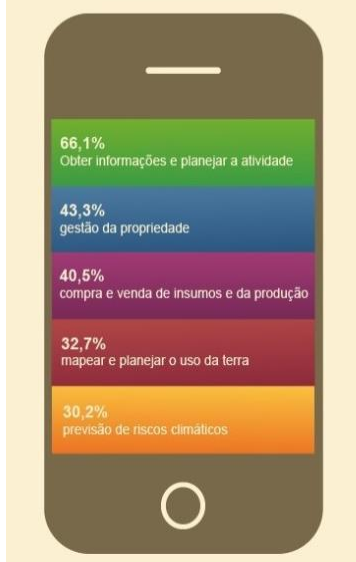 66,1%
Obter informações e planejar a atividade
43,3%
gestão da propriedade
40,5%
compra e venda de insumos e da produção
32,7%
mapear e planejar o uso da terra
30,2%
previsão de riscos climáticos